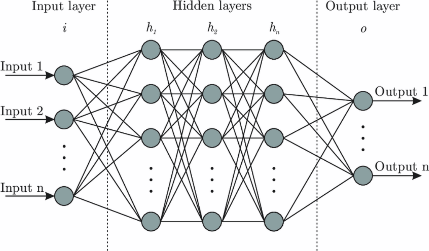 Input layer Hidden layers Output layer
i h1 h2 hn o
Input 1
Input 2
Input n
Output 1
Output n